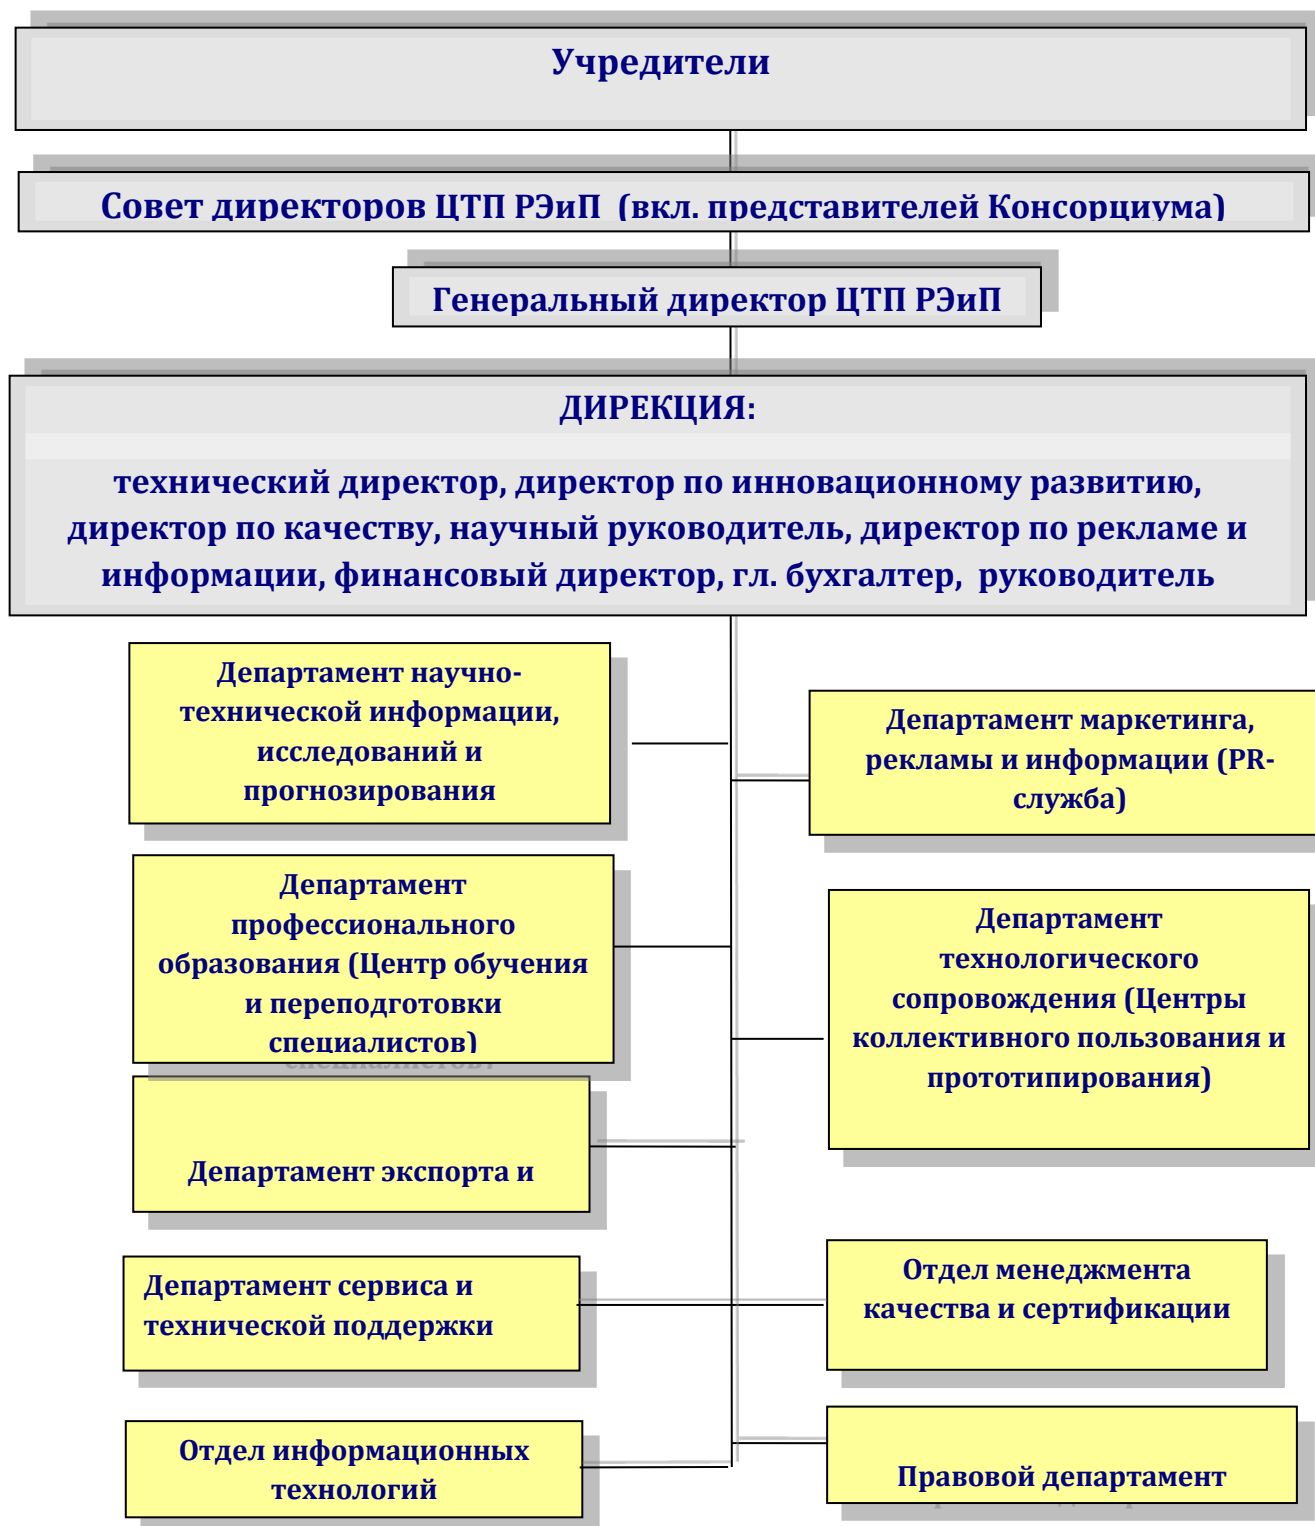 Учредители
Совет директоров ЦТП РЭиП (вкл. представителей Консорциума)
Генеральный директор ЦТП РЭиП
ДИРЕКЦИЯ:
технический директор, директор по инновационному развитию,
директор по качеству, научный руководитель, директор по рекламе и
информации, финансовый директор, гл. бухгалтер, руководитель
Департамент научно-
технической информации,
исследований и
прогнозирования
Департамент маркетинга,
рекламы и информации (PR-
служба)
Департамент
профессионального
образования (Центр обучения
и переподготовки
специалистов)
Департамент
технологического
сопровождения (Центры
коллективного пользования и
прототипирования)
Департамент экспорта и
Департамент сервиса и
технической поддержки
Отдел менеджмента
качества и сертификации
Отдел информационных
технологий
Правовой департамент